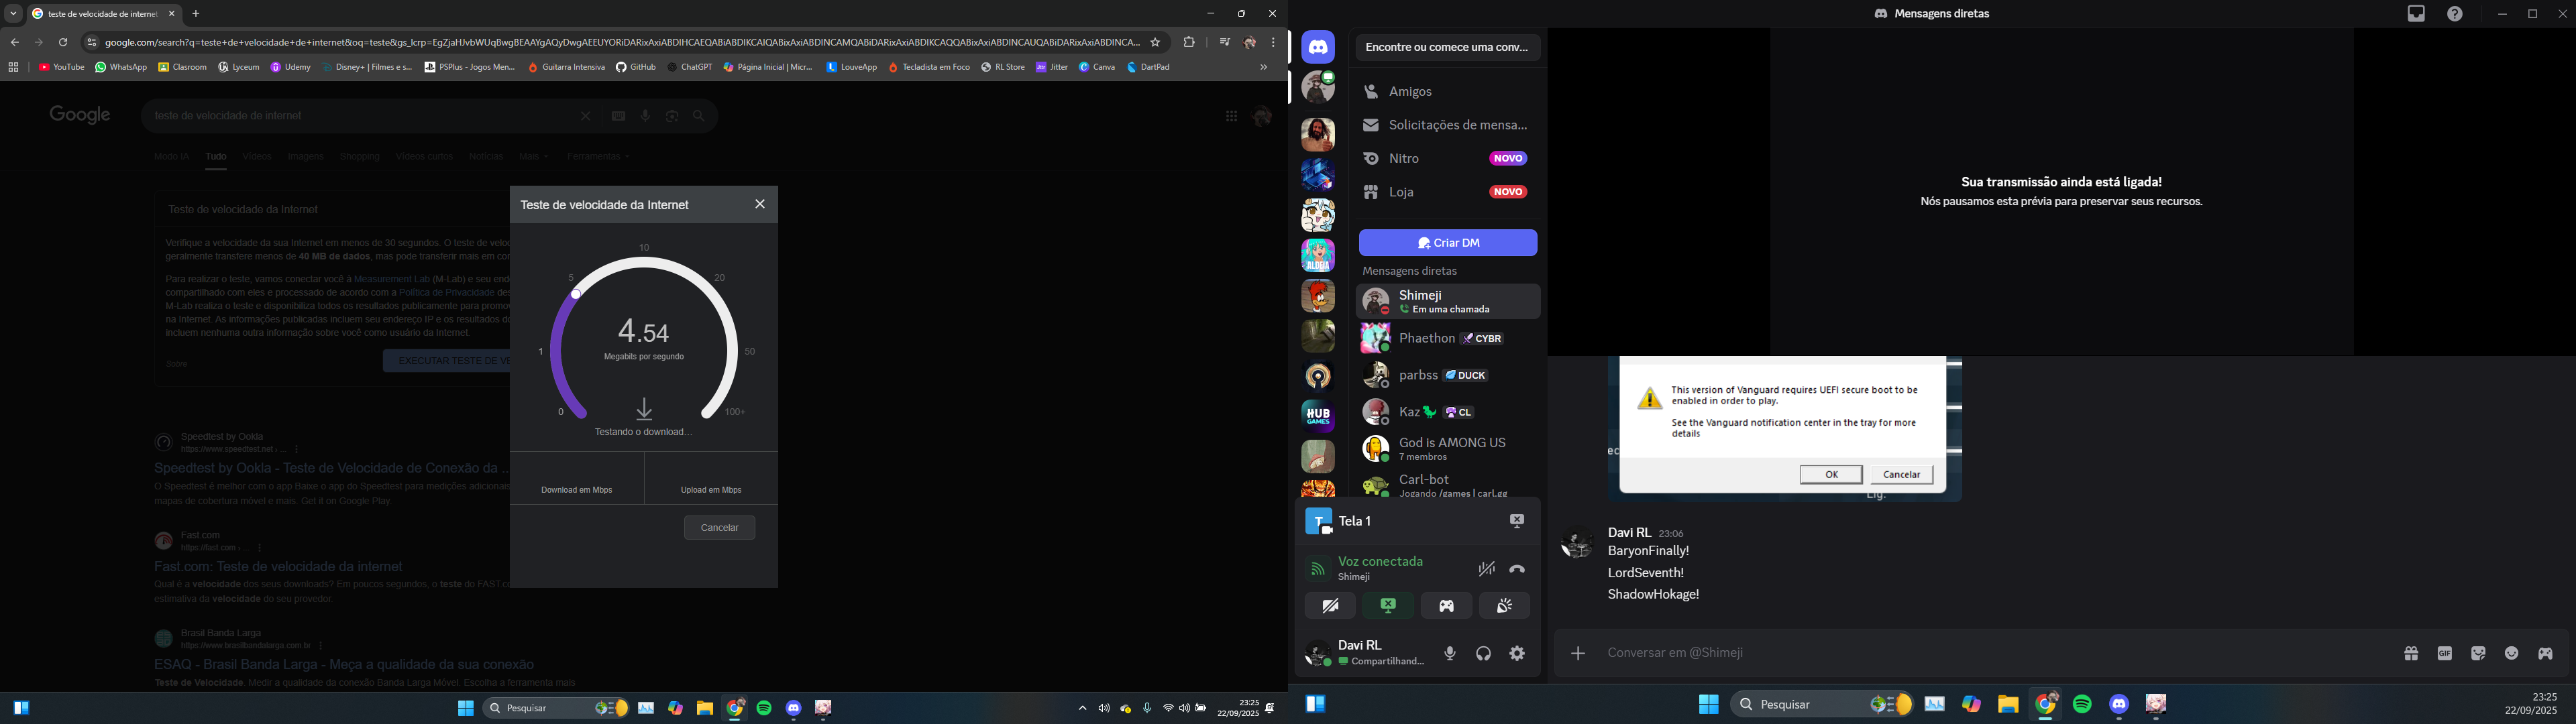 teste de velocidade de internet
google.com/search?q=teste+de+velocidade+de+internet&oq=teste&gs_lcrp=EgZjaHJvbWUqBwgBEAAYgAQyDwgAEEUYORiDARixAxiABDIHCAEQABiABDIKCAIQABixAxiABDINCAMQABiDARixAxiABDIKCAQQABixAxiABDINCAUQABiDARixAxiABDINCA...
YouTube WhatsApp Clasroom Lyceum Udemy Disney+ | Filmes e s... PSPlus - Jogos Men... Guitarra Intensiva GitHub ChatGPT Página Inicial | Micr... LouveApp Tecladista em Foco RL Store Jitter Canva DartPad
Google
teste de velocidade de internet
Modo IA Tudo Vídeos Imagens Shopping Vídeos curtos Notícias Mais Ferramentas
Teste de velocidade da Internet
Verifique a velocidade da sua Internet em menos de 30 segundos. O teste de veloc
geralmente transfere menos de 40 MB de dados, mas pode transferir mais em con
Para realizar o teste, vamos conectar você à Measurement Lab (M-Lab) e seu end
compartilhado com eles e processado de acordo com a Política de Privacidade des
M-Lab realiza o teste e disponibiliza todos os resultados publicamente para promov
na Internet. As informações publicadas incluem seu endereço IP e os resultados do
incluem nenhuma outra informação sobre você como usuário da Internet.
Sobre
EXECUTAR TESTE DE VE
Teste de velocidade da Internet
0
1
5
10
20
50
100+
4.54
Megabits por segundo
Testando o download...
Download em Mbps
Upload em Mbps
Cancelar
Speedtest by Ookla
https://www.speedtest.net › ...
Speedtest by Ookla - Teste de Velocidade de Conexão da ...
O Speedtest é melhor com o app Baixe o app do Speedtest para medições adicionais
mapas de cobertura móvel e mais. Get it on Google Play.
Fast.com
https://fast.com › ...
Fast.com: Teste de velocidade da internet
Qual é a velocidade dos seus downloads? Em poucos segundos, o teste do FAST.co
estimativa da velocidade do seu provedor.
Brasil Banda Larga
https://www.brasilbandalarga.com.br
ESAQ - Brasil Banda Larga - Meça a qualidade da sua conexão
Teste de Velocidade. Medir a qualidade da conexão Banda Larga Móvel. Escolha a ferramenta mais
Pesquisar
23:25
22/09/2025
Mensagens diretas
Encontre ou comece uma conv...
Amigos
Solicitações de mensa...
Nitro NOVO
Loja NOVO
Criar DM
Mensagens diretas
Shimeji
Em uma chamada
Phaethon CYBR
parbss DUCK
Kaz CL
God is AMONG US
7 membros
Carl-bot
Jogando /games | carl.gg
ALDEIA
HUB
GAMES
T
Tela 1
Voz conectada
Shimeji
Davi RL
Compartilhand...
Sua transmissão ainda está ligada!
Nós pausamos esta prévia para preservar seus recursos.
This version of Vanguard requires UEFI secure boot to be
enabled in order to play.
See the Vanguard notification center in the tray for more
details
ec
OK
Cancelar
Lig.
Davi RL 23:06
BaryonFinally!
LordSeventh!
ShadowHokage!
Conversar em @Shimeji
GIF
Pesquisar
23:25
22/09/2025